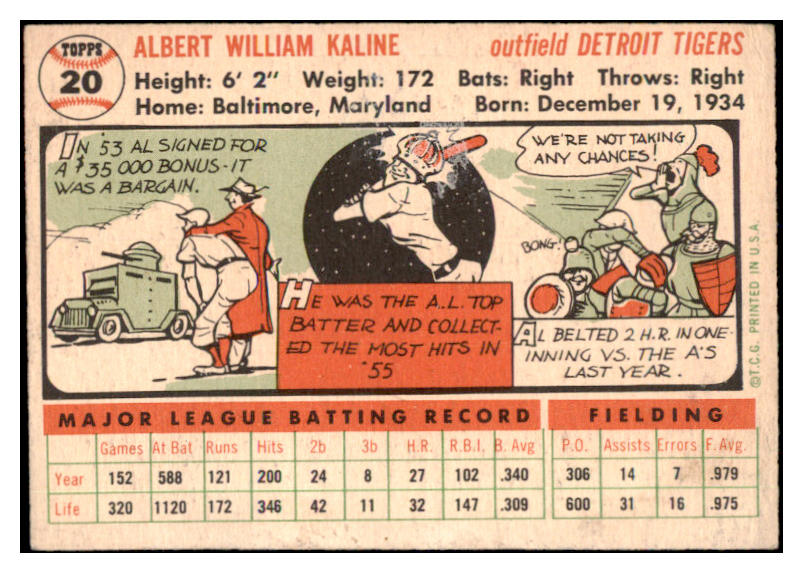 TOPPS
20
ALBERT WILLIAM KALINE outfield DETROIT TIGERS
Height: 6' 2" Weight: 172 Bats: Right Throws: Right
Home: Baltimore, Maryland Born: December 19, 1934
IN '53 AL SIGNED FOR
A $35 000 BONUS-IT
WAS A BARGAIN.
HE WAS THE A.L. TOP
BATTER AND COLLECT-
ED THE MOST HITS IN
'55
WE'RE NOT TAKING
ANY CHANCES!
BONG!
AL BELTED 2 H.R. IN ONE-
INNING VS. THE A'S
LAST YEAR.
©T.C.G. PRINTED IN U.S.A.
MAJOR LEAGUE BATTING RECORD FIELDING
Games At Bat Runs Hits 2b 3b H.R. R.B.I. B. Avg P.O. Assists Errors F. Avg.
Year 152 588 121 200 24 8 27 102 .340 306 14 7 .979
Life 320 1120 172 346 42 11 32 147 .309 600 31 16 .975